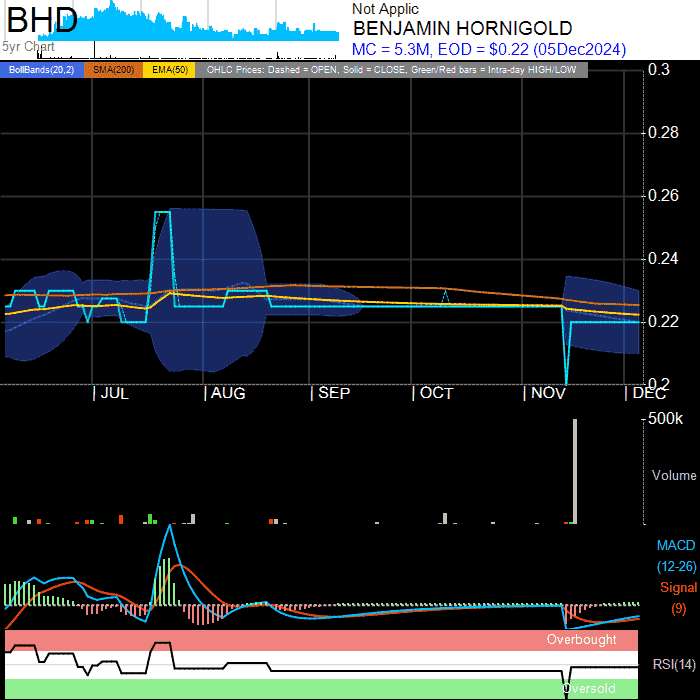 BHD
Not Applic
BENJAMIN HORNIGOLD
5yr Chart
MC = 5.3M, EOD = $0.22 (05Dec2024)
BollBands(20,2) SMA(200) EMA(50) OHLC Prices: Dashed = OPEN, Solid = CLOSE, Green/Red bars = Intra-day HIGH/LOW
0.3
0.28
0.26
0.24
0.22
0.2
| JUL | AUG | SEP | OCT | NOV | DEC
500k
Volume
MACD
(12-26)
Signal
(9)
Overbought
RSI(14)
Oversold